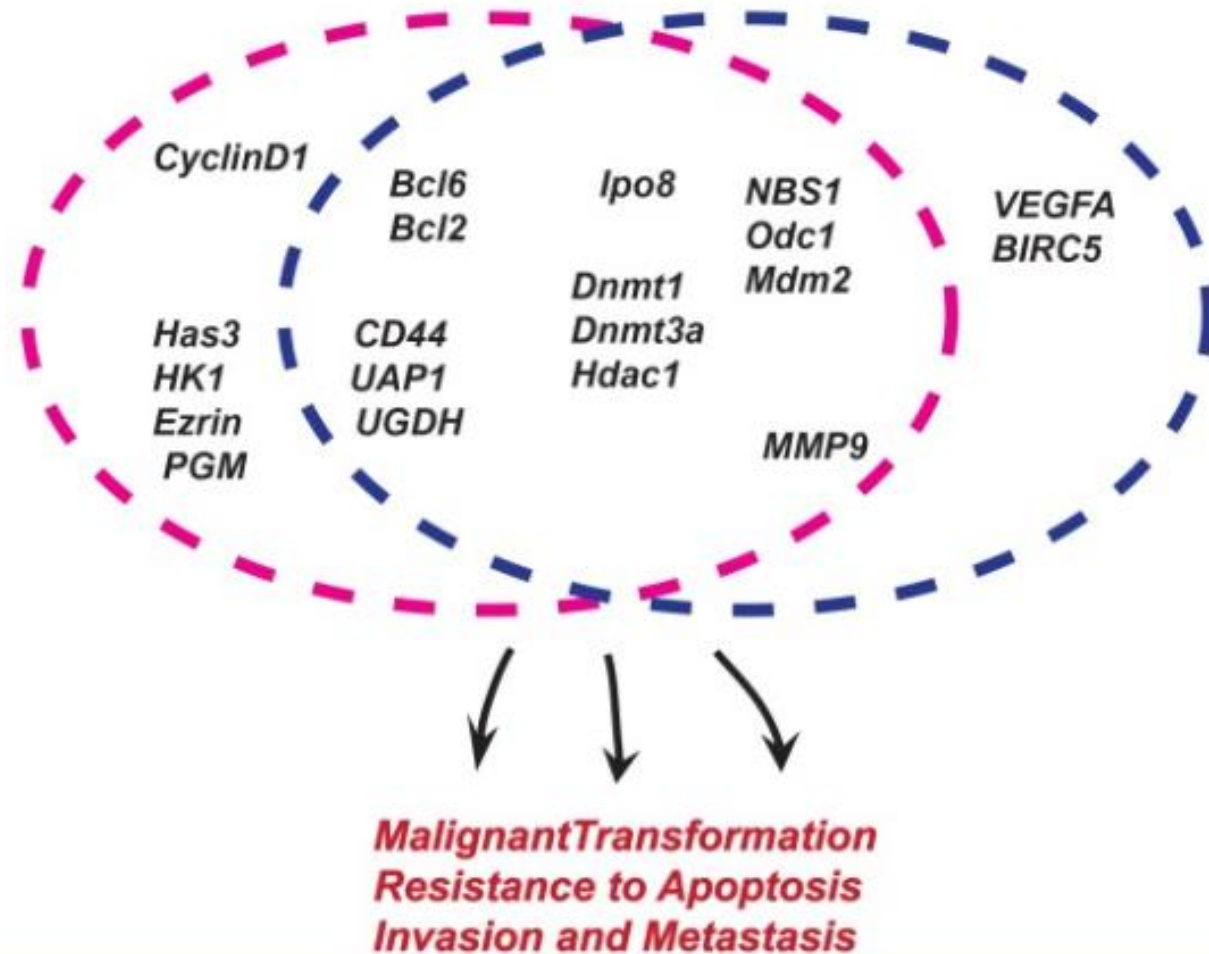 CyclinD1
Has3
HK1
Ezrin
PGM
Bcl6
Bcl2
CD44
UAP1
UGDH
Ipo8
Dnmt1
Dnmt3a
Hdac1
NBS1
Odc1
Mdm2
MMP9
VEGFA
BIRC5
MalignantTransformation
Resistance to Apoptosis
Invasion and Metastasis